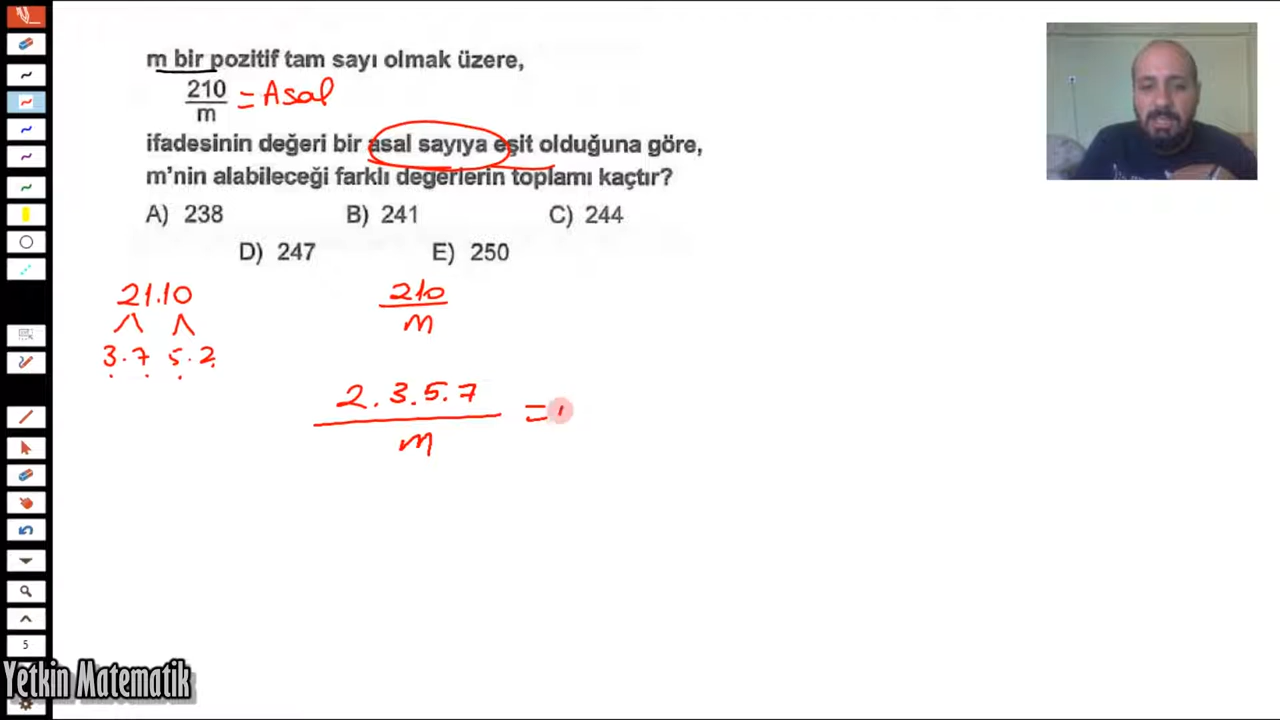 m bir pozitif tam sayı olmak üzere,
210/m = Asal
ifadesinin değeri bir asal sayıya eşit olduğuna göre,
m'nin alabileceği farklı değerlerin toplamı kaçtır?
A) 238 B) 241 C) 244
D) 247 E) 250
21.10
3.7 5.2
210/m
2.3.5.7/m =
5
Yetkin Matematik